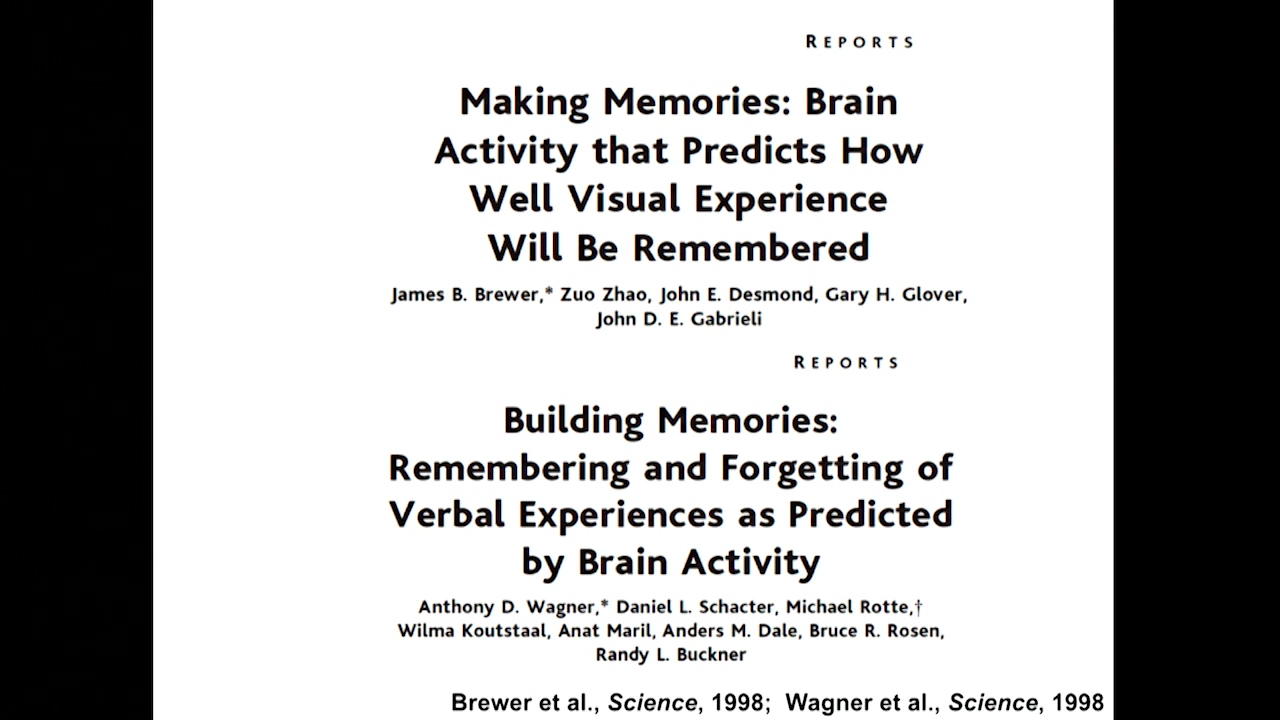 REPORTS
Making Memories: Brain
Activity that Predicts How
Well Visual Experience
Will Be Remembered
James B. Brewer,* Zuo Zhao, John E. Desmond, Gary H. Glover,
John D. E. Gabrieli
REPORTS
Building Memories:
Remembering and Forgetting of
Verbal Experiences as Predicted
by Brain Activity
Anthony D. Wagner,* Daniel L. Schacter, Michael Rotte,†
Wilma Koutstaal, Anat Maril, Anders M. Dale, Bruce R. Rosen,
Randy L. Buckner
Brewer et al., Science, 1998; Wagner et al., Science, 1998